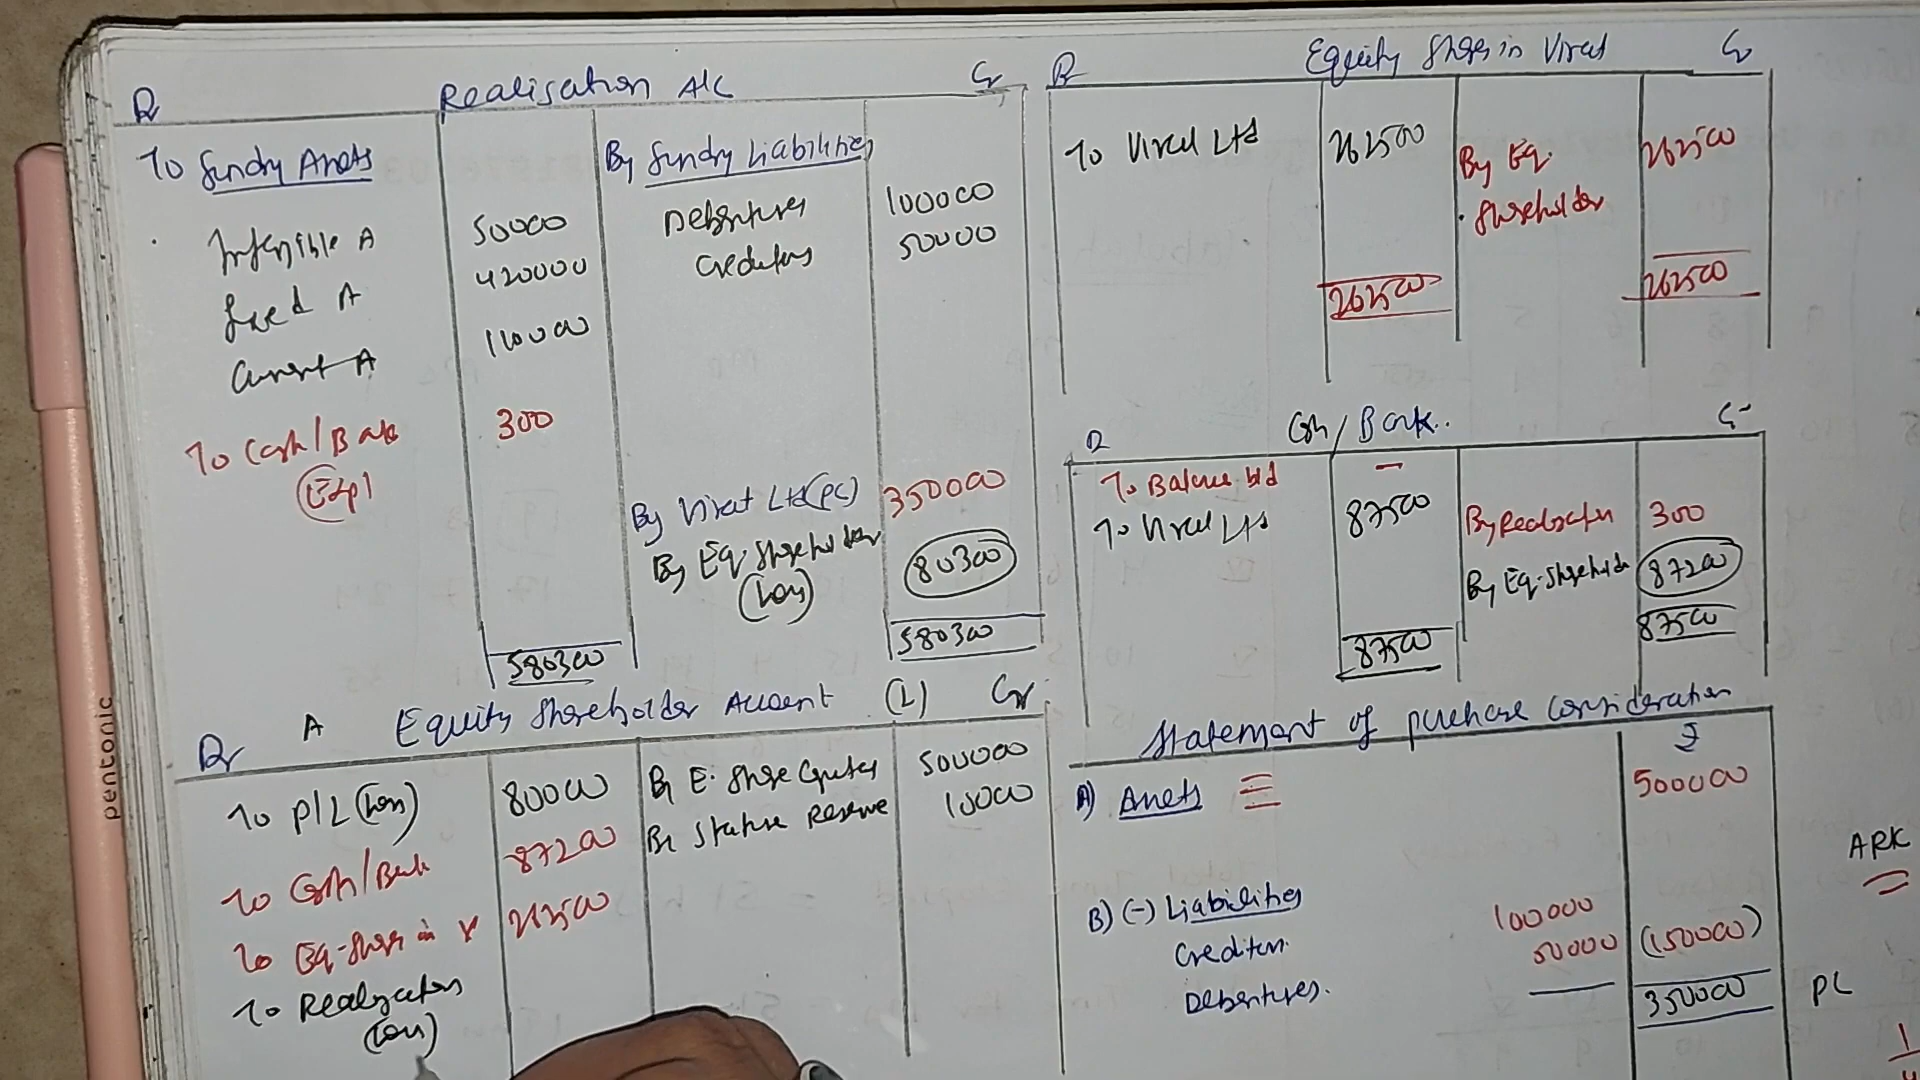 Dr Realisation A/c Cr
To Sundry Assets
Intangible A 50000
Fixed A 420000
Current A 110000
To Cash/Bank 300
(Exp)
580300
By Sundry Liabilities
Debentures 100000
Creditors 50000
By Virat Ltd (PC) 350000
By Eq. Shareholder 80300
(Loss)
580300
Dr Equity Shares in Virat Cr
To Virat Ltd 262500
262500
By Eq. 262500
Shareholder
262500
Dr Cash/Bank.. Cr
To Balance b/d -
To Virat Ltd 87500
87500
By Realisation 300
By Eq. Shareholder 87200
87500
Dr A Equity Shareholder Account (L) Cr
To P/L (Loss) 80000
To Cash/Bank 87200
To Eq-Shares in V 262500
To Realisation
(Loss)
By E. Share Capital 500000
By Statute Reserve 10000
Statement of purchase consideration
₹
A) Assets 500000
B) (-) Liabilities
Creditors. 100000
Debentures. 50000 (150000)
350000 PC
ARK
pentonic